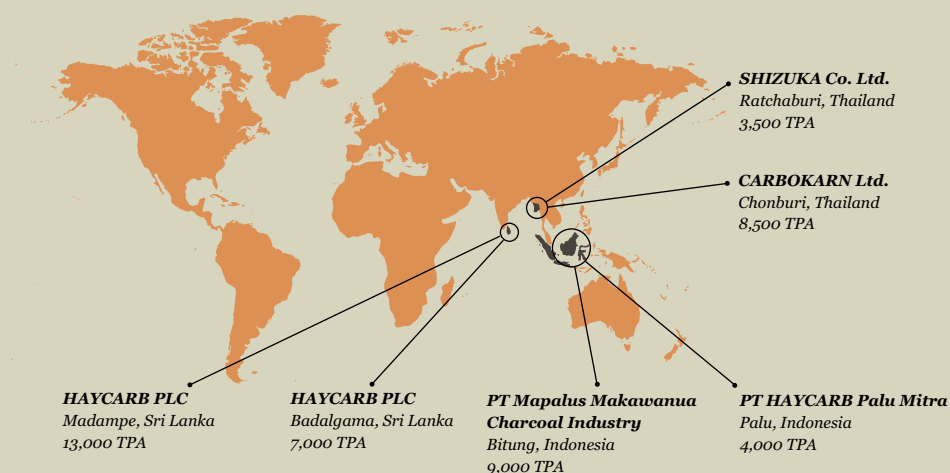 SHIZUKA Co. Ltd.
Ratchaburi, Thailand
3,500 TPA
CARBOKARN Ltd.
Chonburi, Thailand
8,500 TPA
HAYCARB PLC
Madampe, Sri Lanka
13,000 TPA
HAYCARB PLC
Badalgama, Sri Lanka
7,000 TPA
PT Mapalus Makawanua
Charcoal Industry
Bitung, Indonesia
9,000 TPA
PT HAYCARB Palu Mitra
Palu, Indonesia
4,000 TPA